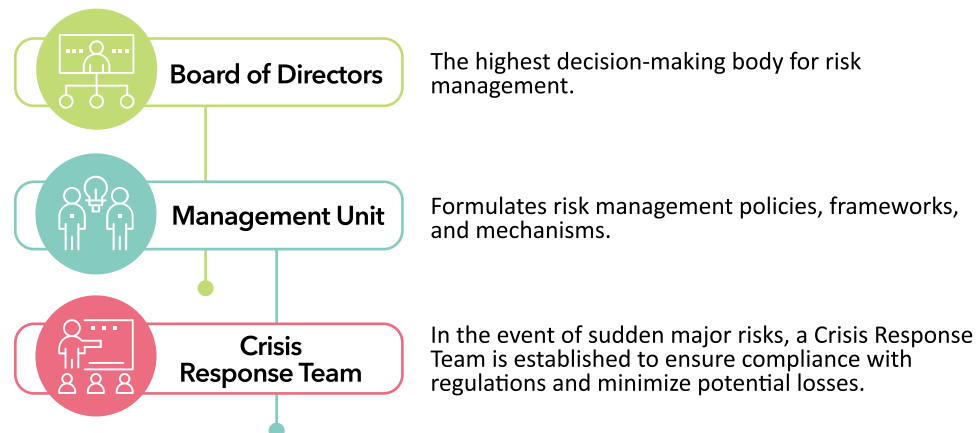 Board of Directors
The highest decision-making body for risk
management.
Management Unit
Formulates risk management policies, frameworks,
and mechanisms.
Crisis
Response Team
In the event of sudden major risks, a Crisis Response
Team is established to ensure compliance with
regulations and minimize potential losses.